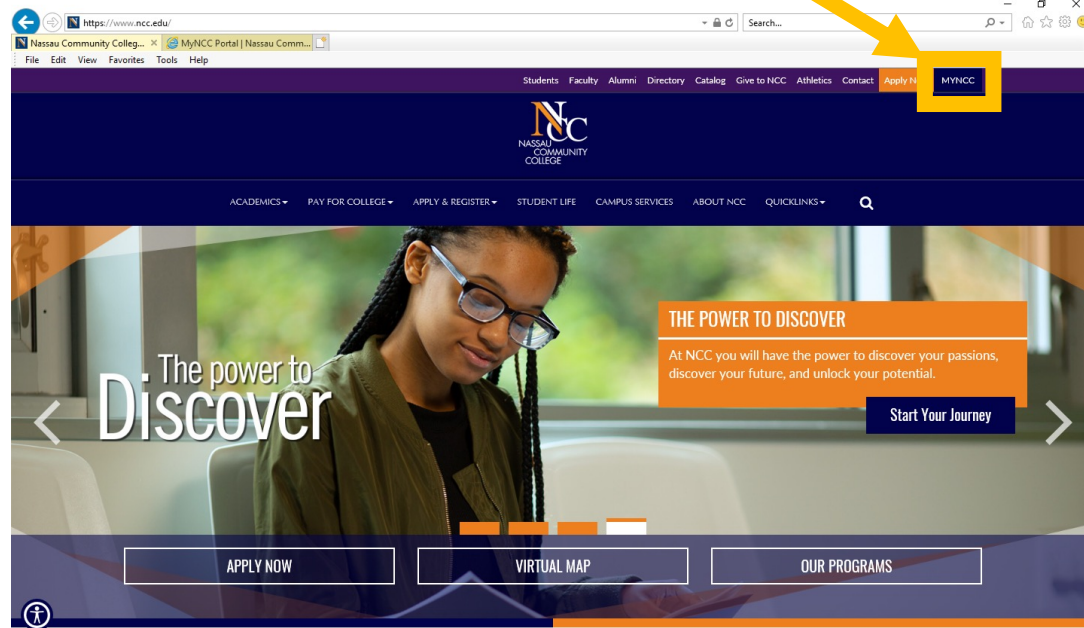 https://www.ncc.edu/
Search...
Nassau Community Colleg...
MyNCC Portal | Nassau Comm...
File Edit View Favorites Tools Help
Students Faculty Alumni Directory Catalog Give to NCC Athletics Contact Apply N MYNCC
NCC
NASSAU
COMMUNITY
COLLEGE
ACADEMICS PAY FOR COLLEGE APPLY & REGISTER STUDENT LIFE CAMPUS SERVICES ABOUT NCC QUICKLINKS
The power to
Discover
THE POWER TO DISCOVER
At NCC you will have the power to discover your passions,
discover your future, and unlock your potential.
Start Your Journey
APPLY NOW VIRTUAL MAP OUR PROGRAMS